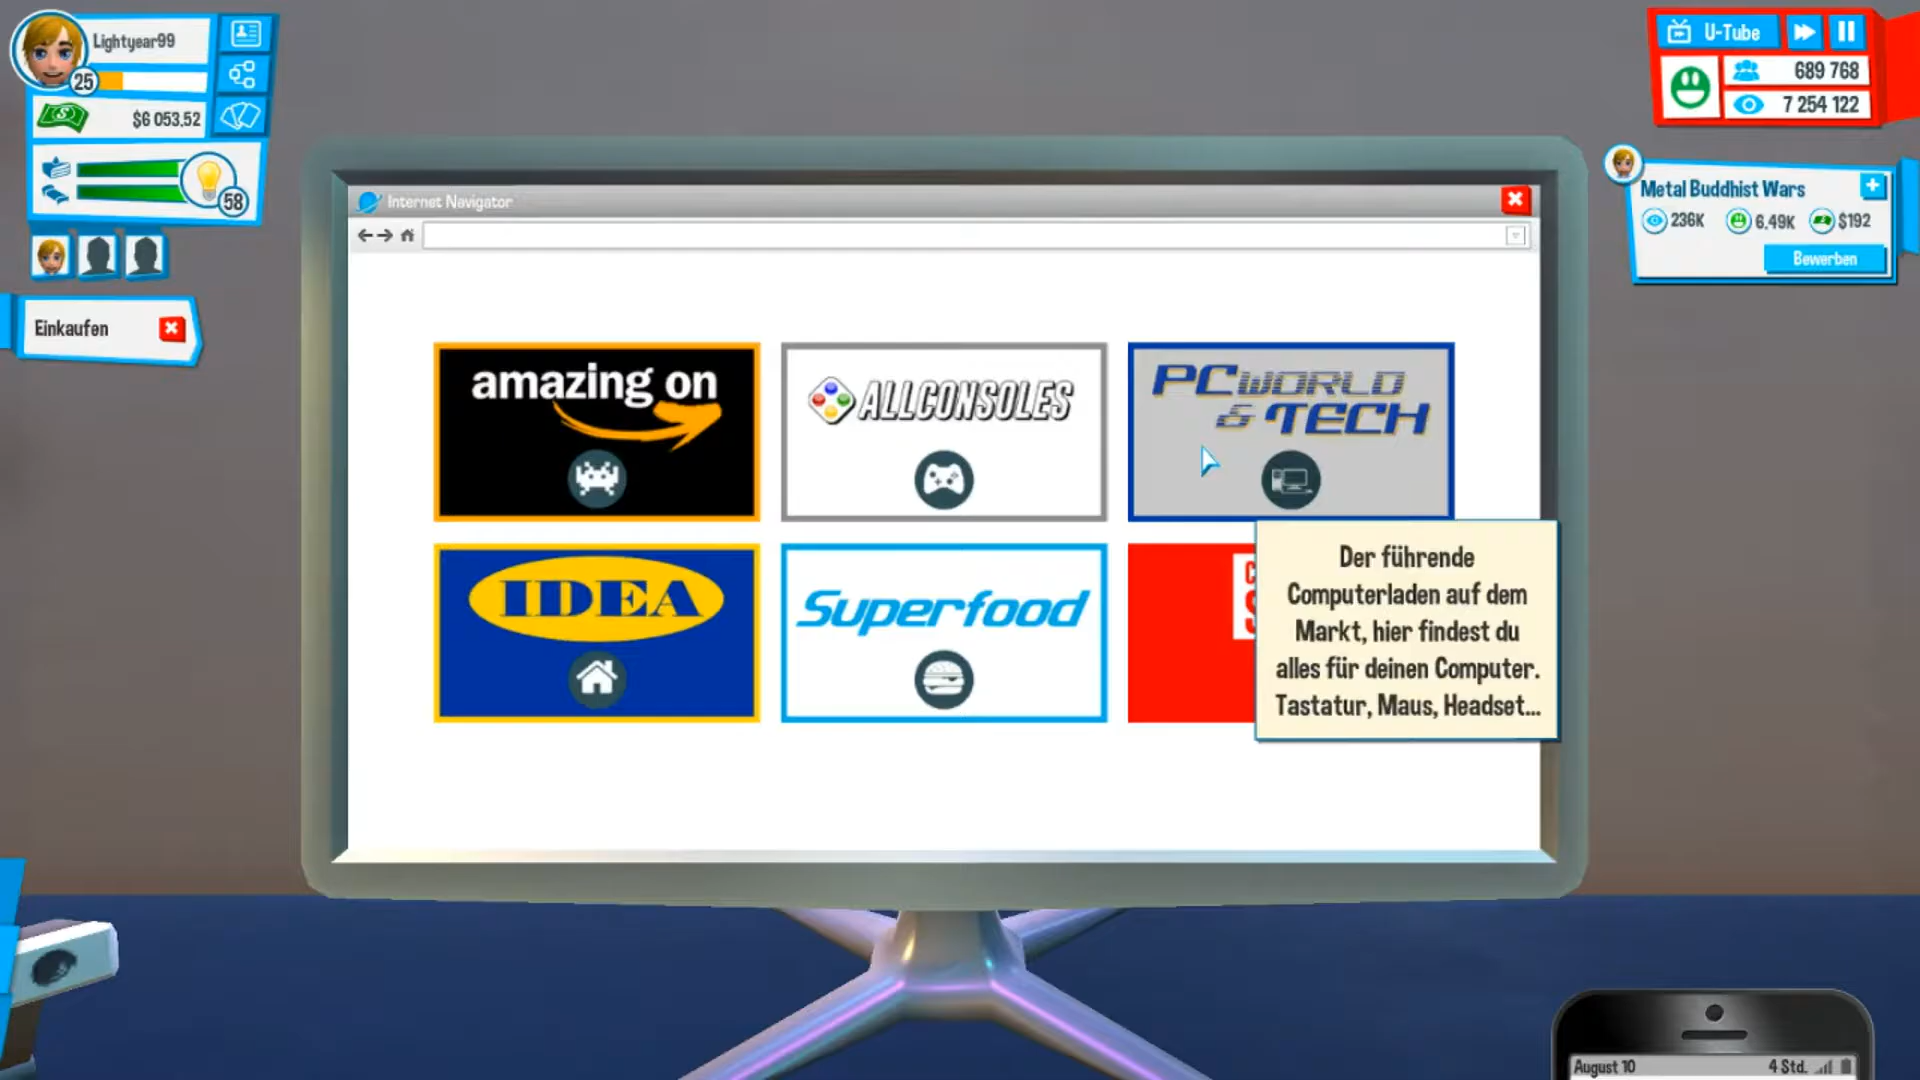 Lightyear99
25
$6 053,52
58
Einkaufen
U-Tube
689 768
7 254 122
Metal Buddhist Wars
236K
6,49K
$192
Bewerben
Internet Navigator
amazing on
ALLCONSOLES
PC WORLD
& TECH
IDEA
Superfood
Der führende
Computerladen auf dem
Markt, hier findest du
alles für deinen Computer.
Tastatur, Maus, Headset...
August 10
4 Std.